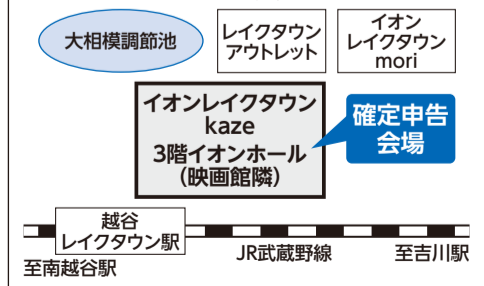 大相模調節池
レイクタウン
アウトレット
イオン
レイクタウン
mori
イオンレイクタウン
kaze
3階イオンホール
（映画館隣）
確定申告
会場
越谷
レイクタウン駅
至南越谷駅
JR武蔵野線
至吉川駅